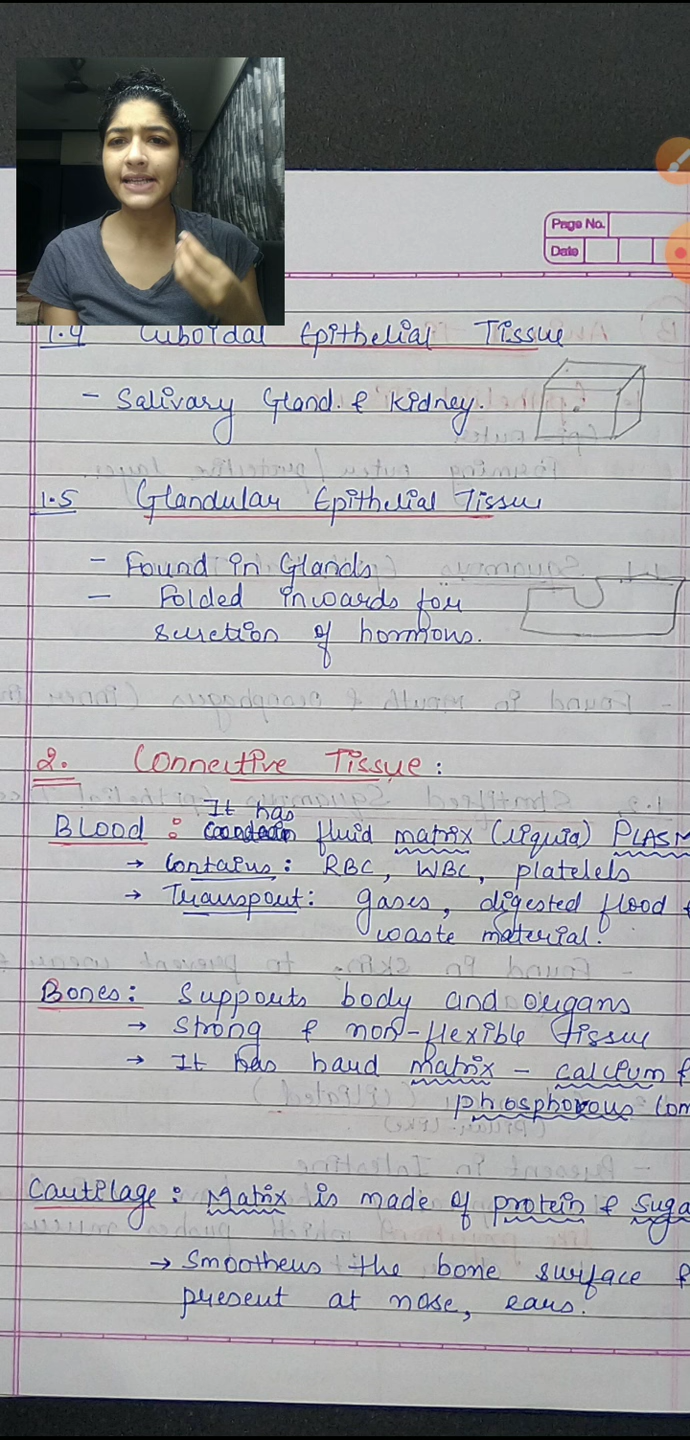 Page No.
Date
1.4 Cuboidal Epithelial Tissue
- Salivary Gland & Kidney.
1.5 Glandular Epithelial Tissue
- Found in Glands
- Folded inwards for
secretion of hormons.
2. Connective Tissue:
It has
Blood : fluid matrix (liquid) PLASM
→ Contains: RBC, WBC, platelets
→ Transport: gases, digested flood &
waste material.
Bones: Supports body and organs
→ Strong & non-flexible tissue
→ It has hard matrix - calcium &
phosphorous com
Cartilage: Matrix is made of protein & Suga
→ Smoothens the bone surface &
present at nose, ears.